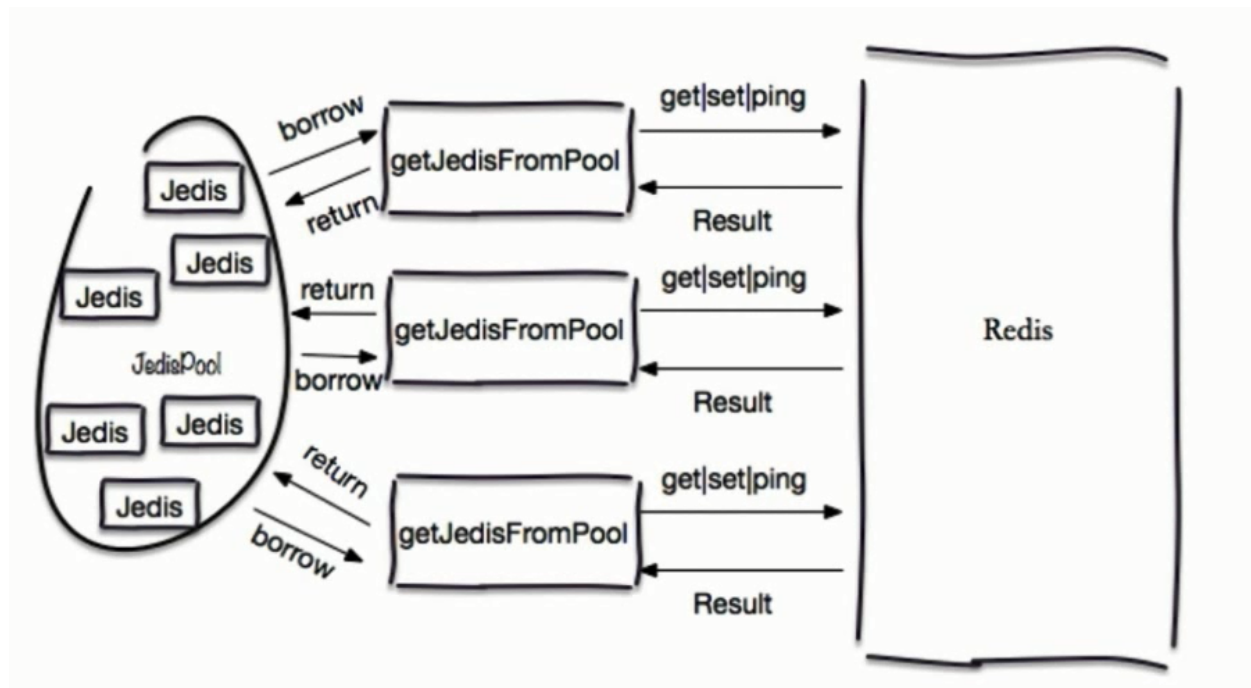 borrow
getJedisFromPool
return
get|set|ping
Result
Jedis
Jedis
Jedis
JedisPool
Jedis
Jedis
Jedis
return
getJedisFromPool
borrow
get|set|ping
Result
return
getJedisFromPool
borrow
get|set|ping
Result
Redis